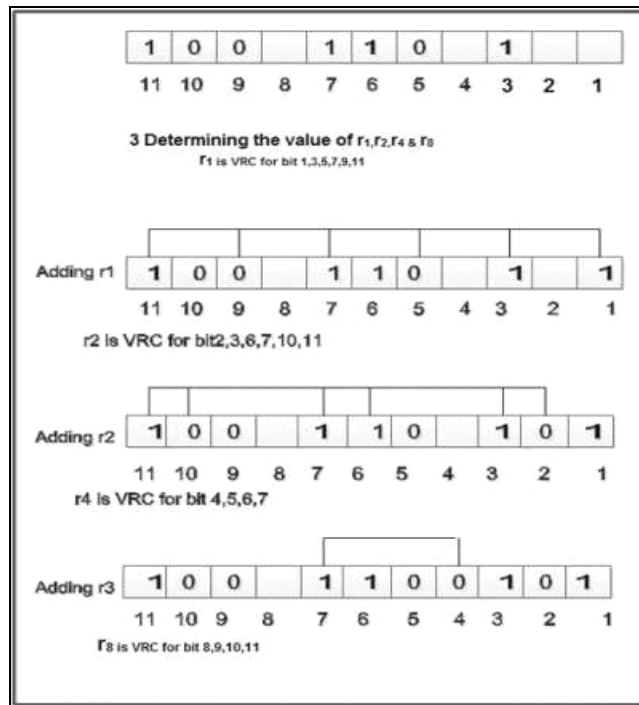 1 0 0 1 1 0 1
11 10 9 8 7 6 5 4 3 2 1
3 Determining the value of r1,r2,r4 & r8
r1 is VRC for bit 1,3,5,7,9,11
Adding r1 1 0 0 1 1 0 1 1
11 10 9 8 7 6 5 4 3 2 1
r2 is VRC for bit2,3,6,7,10,11
Adding r2 1 0 0 1 1 0 1 0 1
11 10 9 8 7 6 5 4 3 2 1
r4 is VRC for bit 4,5,6,7
Adding r3 1 0 0 1 1 0 0 1 0 1
11 10 9 8 7 6 5 4 3 2 1
r8 is VRC for bit 8,9,10,11